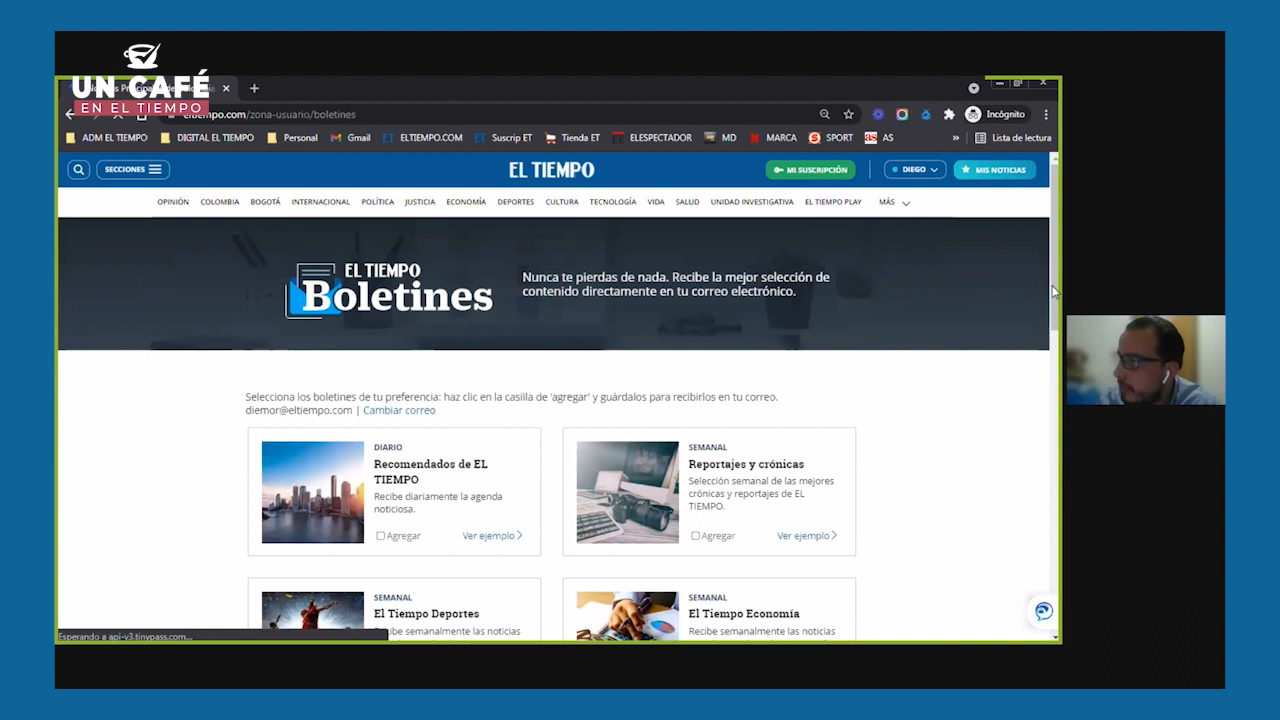 UN CAFÉ
EN EL TIEMPO
eltiempo.com/zona-usuario/boletines
Incógnito
ADM EL TIEMPO
DIGITAL EL TIEMPO
Personal
Gmail
ET ELTIEMPO.COM
ET Suscrip ET
Tienda ET
ELESPECTADOR
MD
MARCA
SPORT
as AS
»
Lista de lectura
SECCIONES
EL TIEMPO
MI SUSCRIPCIÓN
DIEGO
MIS NOTICIAS
OPINIÓN COLOMBIA BOGOTÁ INTERNACIONAL POLÍTICA JUSTICIA ECONOMÍA DEPORTES CULTURA TECNOLOGÍA VIDA SALUD UNIDAD INVESTIGATIVA EL TIEMPO PLAY MÁS
EL TIEMPO
Boletines
Nunca te pierdas de nada. Recibe la mejor selección de
contenido directamente en tu correo electrónico.
Selecciona los boletines de tu preferencia: haz clic en la casilla de 'agregar' y guárdalos para recibirlos en tu correo.
diemor@eltiempo.com | Cambiar correo
DIARIO
Recomendados de EL
TIEMPO
Recibe diariamente la agenda
noticiosa.
Agregar
Ver ejemplo
SEMANAL
Reportajes y crónicas
Selección semanal de las mejores
crónicas y reportajes de EL
TIEMPO.
Agregar
Ver ejemplo
SEMANAL
El Tiempo Deportes
Recibe semanalmente las noticias
SEMANAL
El Tiempo Economía
Recibe semanalmente las noticias
Esperando a api-v3.tinypass.com...